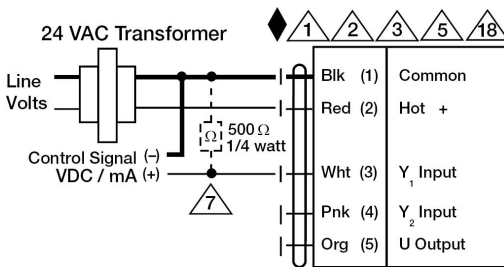 24 VAC Transformer
1 2 3 5 18
Line
Volts
Blk (1) Common
Red (2) Hot +
Ω 500 Ω
1/4 watt
Control Signal (–)
VDC / mA (+)
7
Wht (3) Y₁ Input
Pnk (4) Y₂ Input
Org (5) U Output